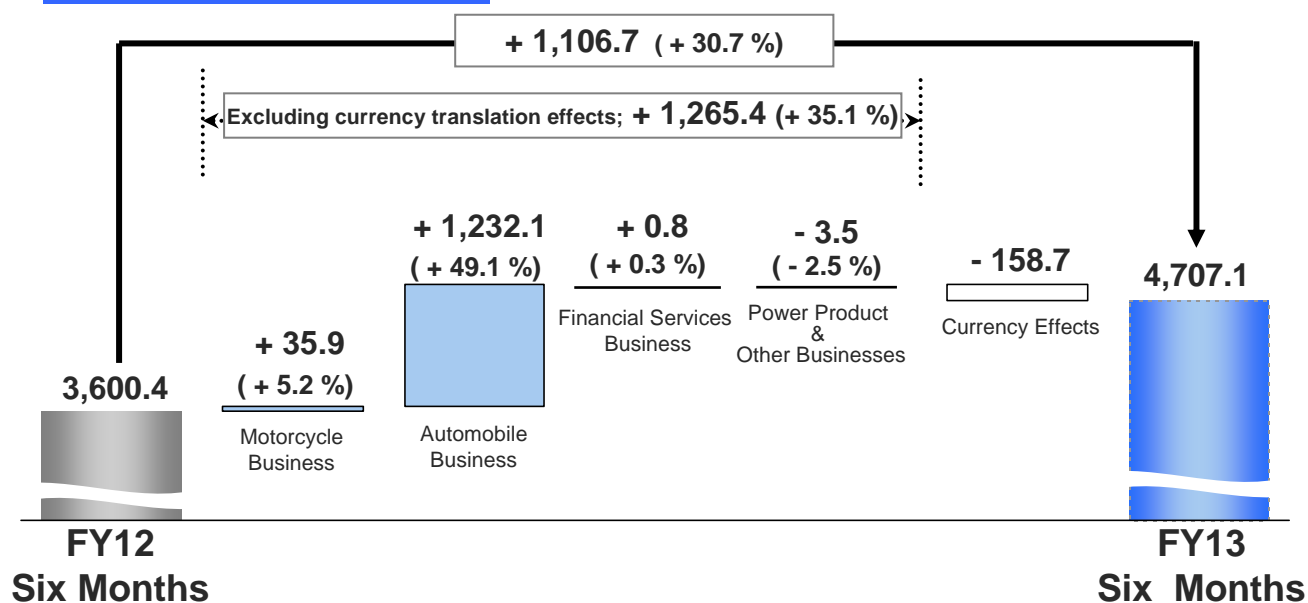 + 1,106.7 ( + 30.7 %)
Excluding currency translation effects; + 1,265.4 (+ 35.1 %)
3,600.4
+ 35.9
( + 5.2 %)
Motorcycle
Business
+ 1,232.1
( + 49.1 %)
Automobile
Business
+ 0.8
( + 0.3 %)
Financial Services
Business
- 3.5
( - 2.5 %)
Power Product
&
Other Businesses
- 158.7
Currency Effects
4,707.1
FY12
Six Months
FY13
Six Months